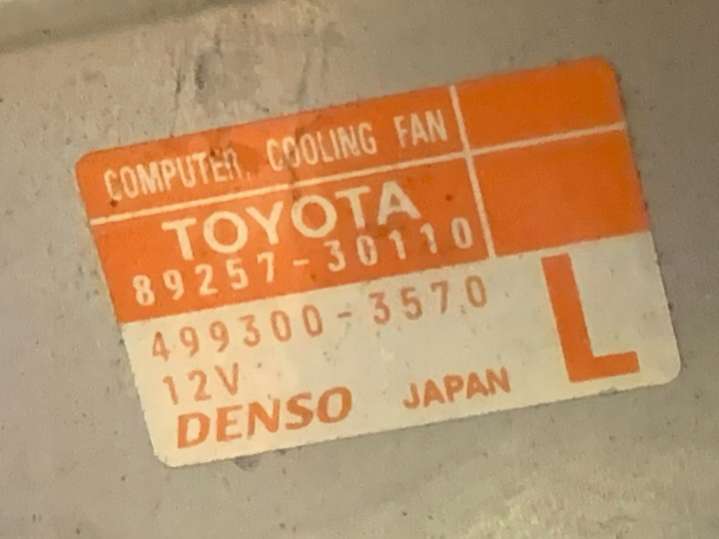 COMPUTER, COOLING FAN
TOYOTA
89257-30110
499300-3570
12V
DENSO JAPAN
L